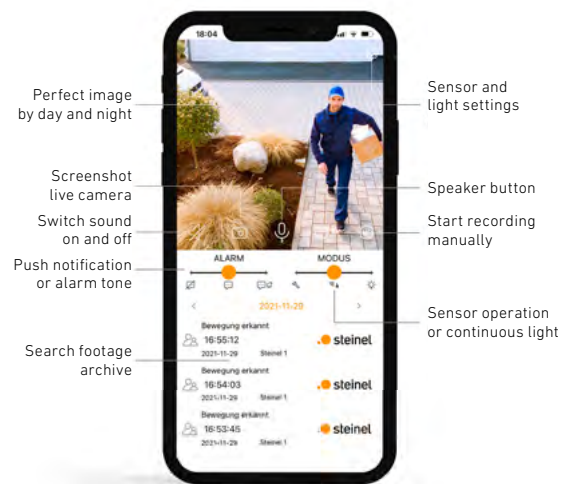 18:04
Perfect image
by day and night
Sensor and
light settings
Screenshot
live camera
Speaker button
Switch sound
on and off
Start recording
manually
ALARM
MODUS
Push notification
or alarm tone
2021-11-29
Sensor operation
or continuous light
Bewegung erkannt
16:55:12
2021-11-29 Steinel 1
steinel
Search footage
archive
Bewegung erkannt
16:54:03
2021-11-29 Steinel 1
steinel
Bewegung erkannt
16:53:45
2021-11-29 Steinel 1
steinel